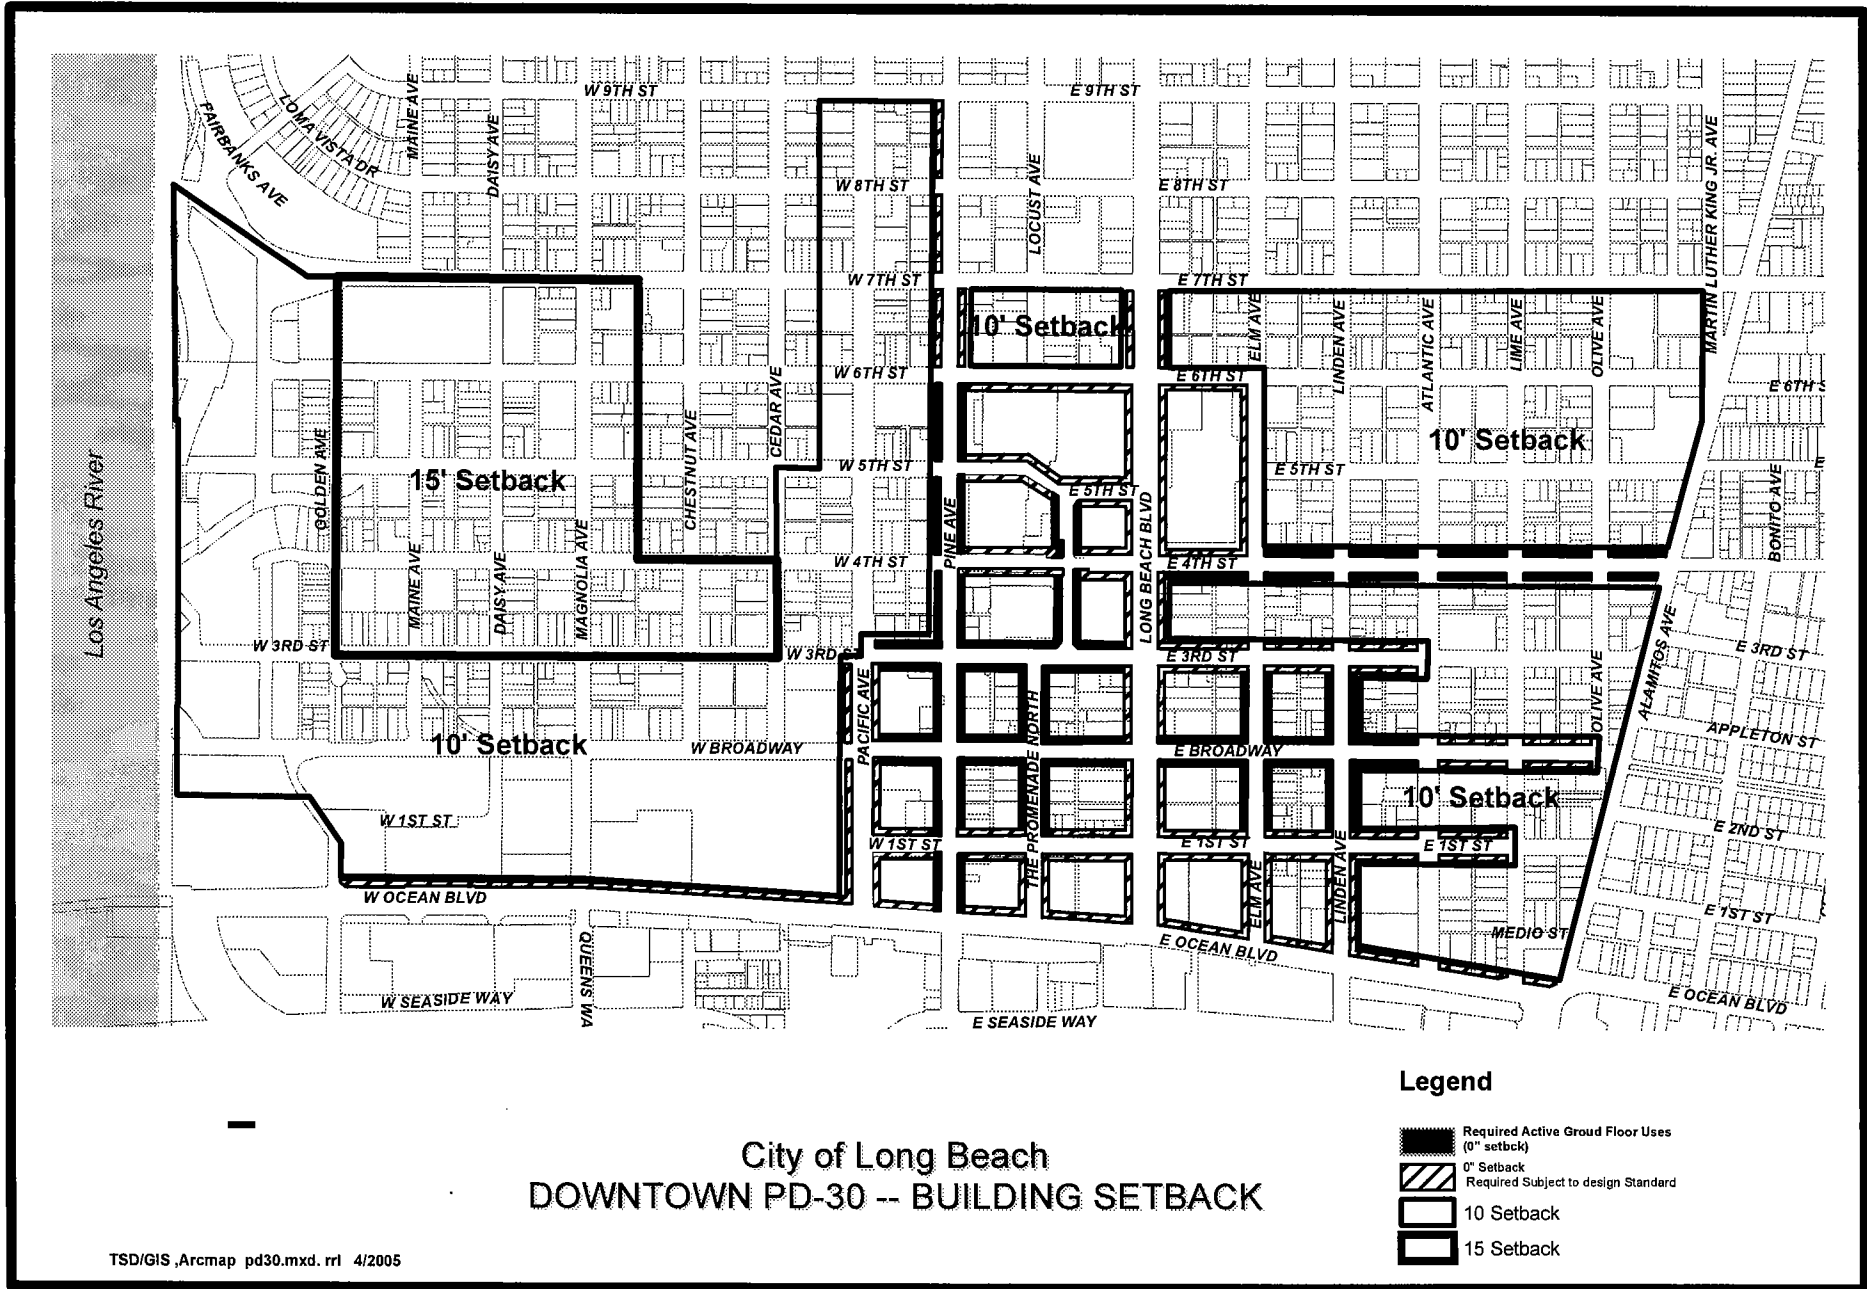 W 9TH ST
E 9TH ST
FAIRBANKS AVE
LOMA VISTA DR
MAINE AVE
DAISY AVE
W 8TH ST
LOCUST AVE
E 8TH ST
MARTIN LUTHER KING JR. AVE
W 7TH ST
E 7TH ST
10' Setback
ELM AVE
LINDEN AVE
ATLANTIC AVE
LIME AVE
OLIVE AVE
W 6TH ST
E 6TH ST
E 6TH S
CEDAR AVE
CHESTNUT AVE
GOLDEN AVE
10' Setback
15' Setback
W 5TH ST
E 5TH ST
E
E 5TH ST
BONITO AVE
Los Angeles River
PINE AVE
LONG BEACH BLVD
MAINE AVE
DAISY AVE
MAGNOLIA AVE
W 4TH ST
E 4TH ST
W 3RD ST
W 3RD ST
E 3RD ST
E 3RD ST
ALAMITOS AVE
OLIVE AVE
PACIFIC AVE
THE PROMENADE NORTH
10' Setback
W BROADWAY
E BROADWAY
APPLETON ST
10' Setback
W 1ST ST
W 1ST ST
E 1ST ST
E 1ST ST
E 2ND ST
ELM AVE
LINDEN AVE
W OCEAN BLVD
E 1ST ST
MEDIO ST
E OCEAN BLVD
QUEENS WA
W SEASIDE WAY
E SEASIDE WAY
E OCEAN BLVD
Legend
Required Active Groud Floor Uses
(0" setbck)
0" Setback
Required Subject to design Standard
10 Setback
15 Setback
City of Long Beach
DOWNTOWN PD-30 -- BUILDING SETBACK
TSD/GIS ,Arcmap pd30.mxd. rrl 4/2005